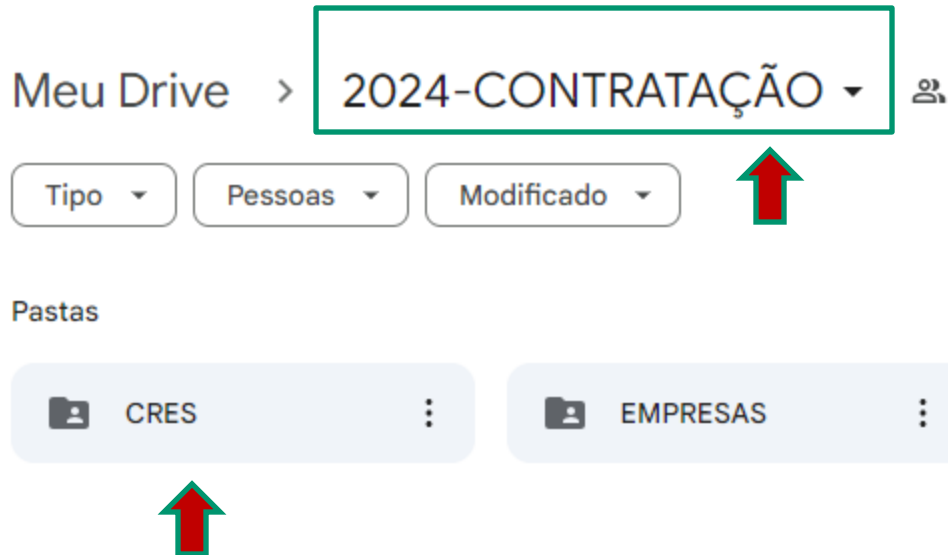 Meu Drive > 2024-CONTRATAÇÃO
Tipo Pessoas Modificado
Pastas
CRES EMPRESAS